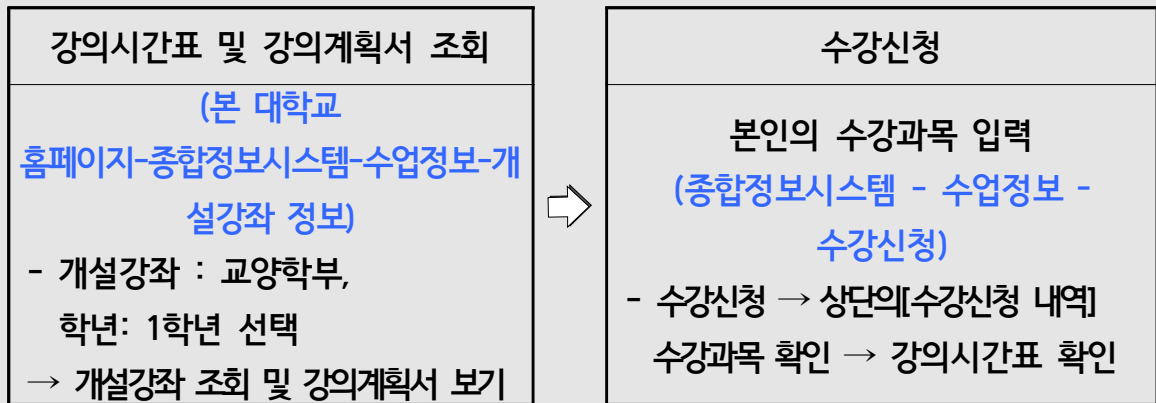 강의시간표 및 강의계획서 조회
(본 대학교
홈페이지-종합정보시스템-수업정보-개
설강좌 정보)
- 개설강좌 : 교양학부,
학년: 1학년 선택
→ 개설강좌 조회 및 강의계획서 보기
수강신청
본인의 수강과목 입력
(종합정보시스템 - 수업정보 -
수강신청)
- 수강신청 → 상단의[수강신청 내역]
수강과목 확인 → 강의시간표 확인